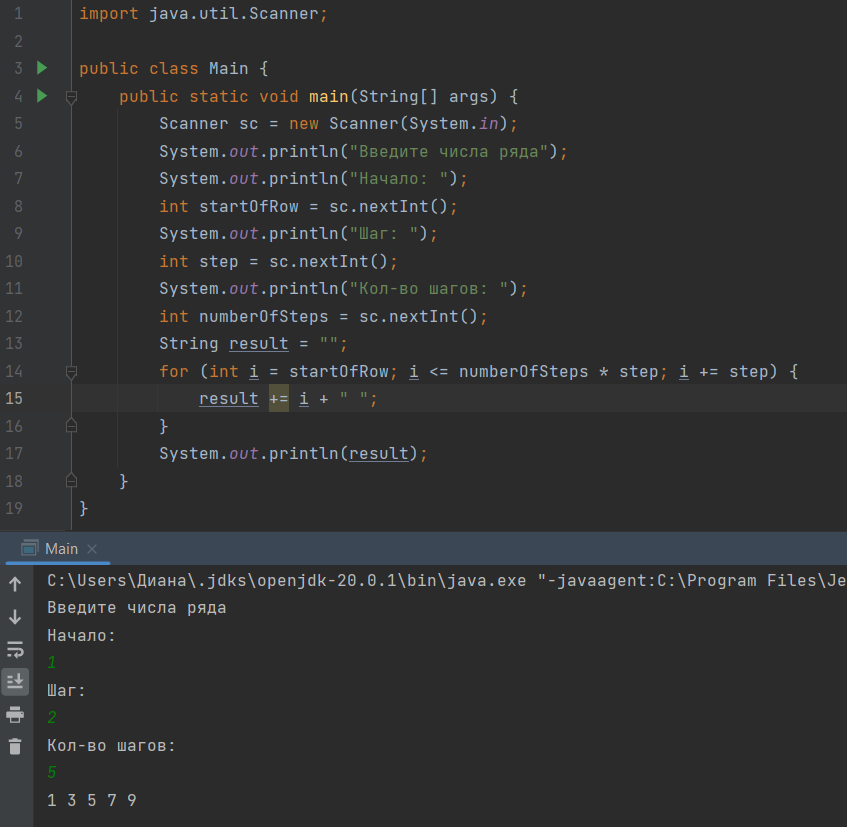 1 import java.util.Scanner;
2
3 public class Main {
4 public static void main(String[] args) {
5 Scanner sc = new Scanner(System.in);
6 System.out.println("Введите числа ряда");
7 System.out.println("Начало: ");
8 int startOfRow = sc.nextInt();
9 System.out.println("Шаг: ");
10 int step = sc.nextInt();
11 System.out.println("Кол-во шагов: ");
12 int numberOfSteps = sc.nextInt();
13 String result = "";
14 for (int i = startOfRow; i <= numberOfSteps * step; i += step) {
15 result += i + " ";
16 }
17 System.out.println(result);
18 }
19 }
Main
C:\Users\Диана\.jdks\openjdk-20.0.1\bin\java.exe "-javaagent:C:\Program Files\Je
Введите числа ряда
Начало:
1
Шаг:
2
Кол-во шагов:
5
1 3 5 7 9